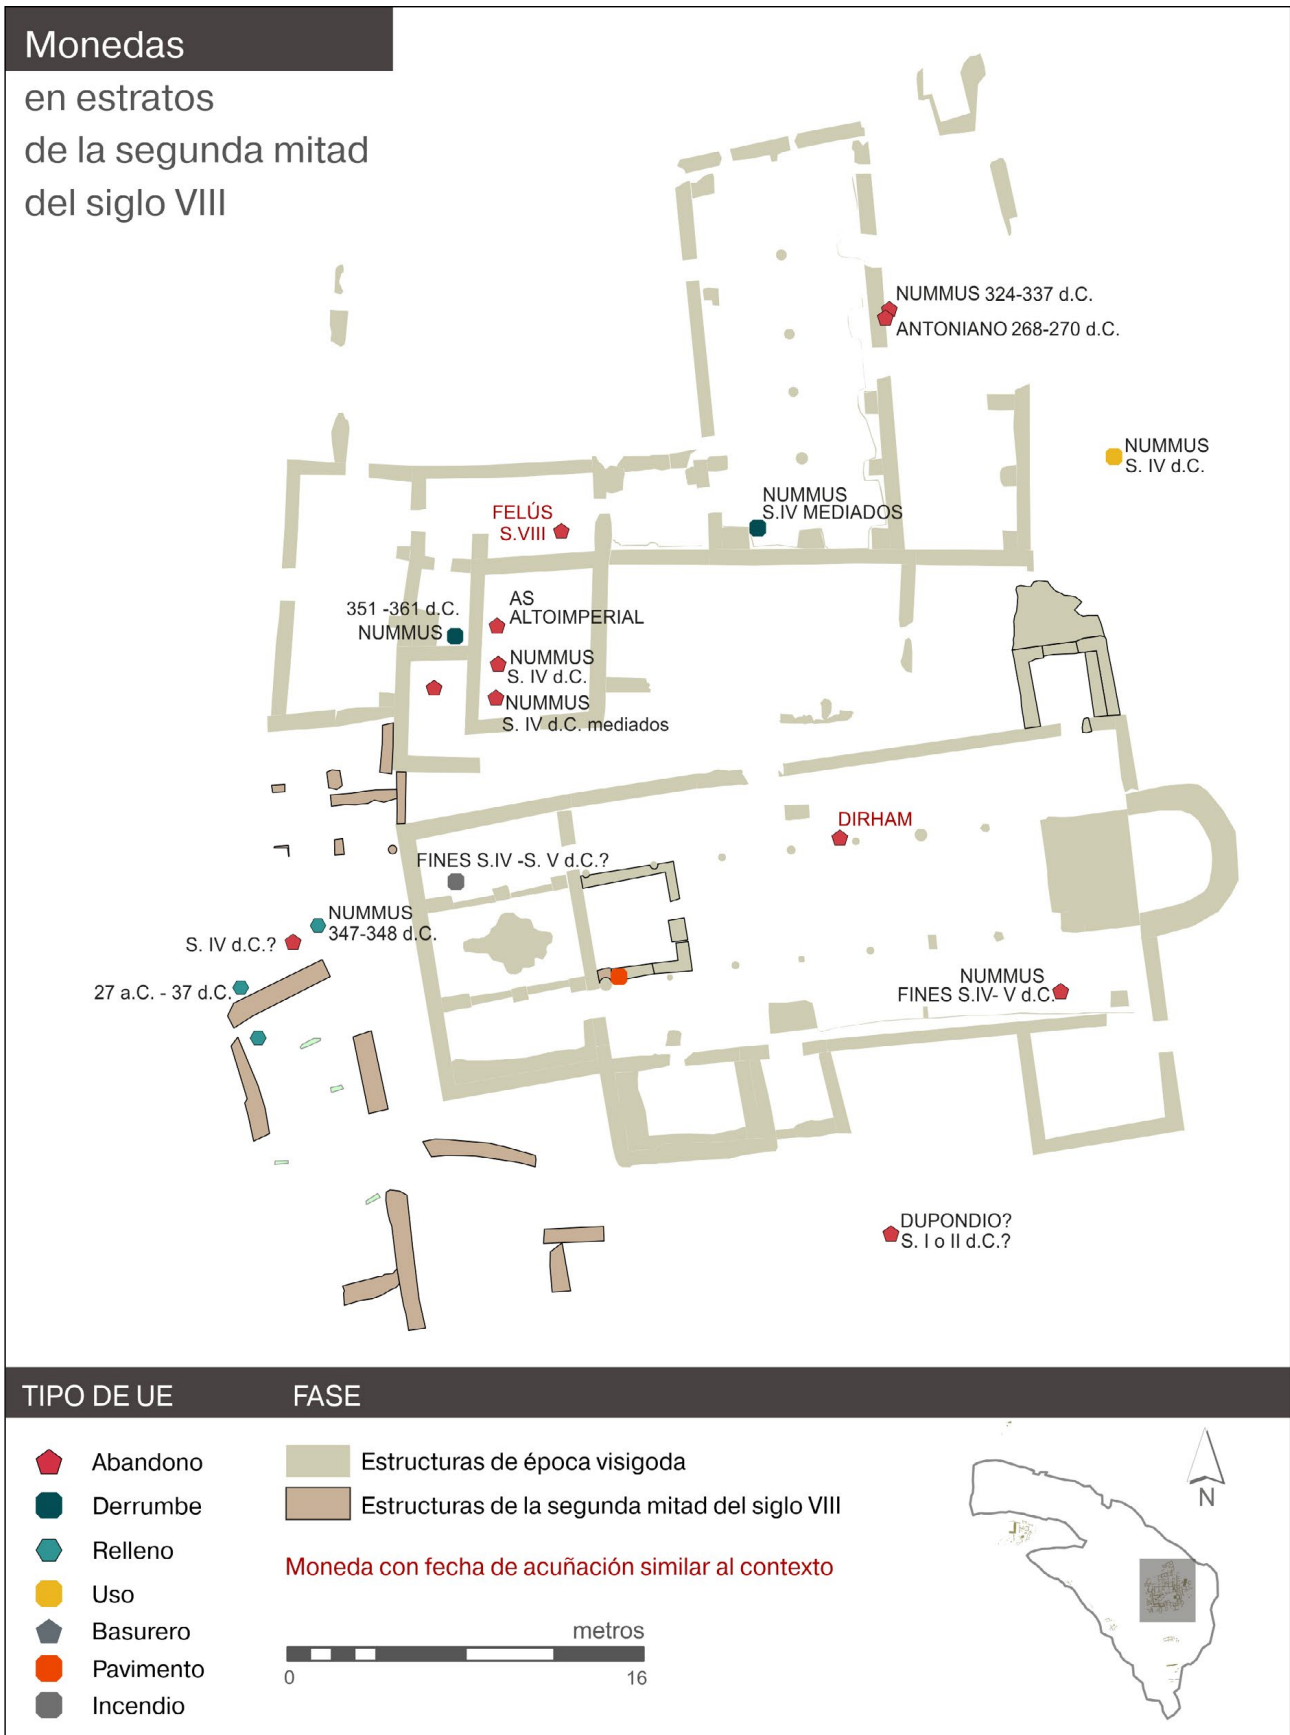 Monedas
en estratos
de la segunda mitad
del siglo VIII
NUMMUS 324-337 d.C.
ANTONIANO 268-270 d.C.
NUMMUS
S. IV d.C.
NUMMUS
S.IV MEDIADOS
FELÚS
S.VIII
AS
ALTOIMPERIAL
351 -361 d.C.
NUMMUS
NUMMUS
S. IV d.C.
NUMMUS
S. IV d.C. mediados
DIRHAM
FINES S.IV -S. V d.C.?
NUMMUS
347-348 d.C.
S. IV d.C.?
27 a.C. - 37 d.C.
NUMMUS
FINES S.IV- V d.C.
DUPONDIO?
S. I o II d.C.?
TIPO DE UE
Abandono
Derrumbe
Relleno
Uso
Basurero
Pavimento
Incendio
FASE
Estructuras de época visigoda
Estructuras de la segunda mitad del siglo VIII
Moneda con fecha de acuñación similar al contexto
metros
0 16
N